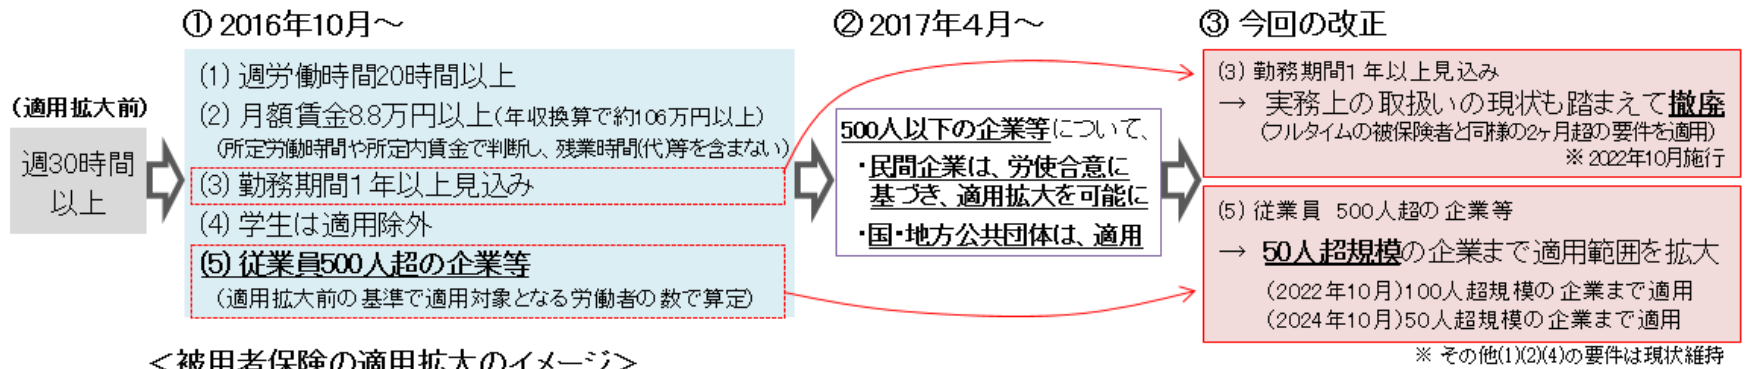 ① 2016年10月～
② 2017年4月～
③ 今回の改正
(適用拡大前)
週30時間
以上
(1) 週労働時間20時間以上
(2) 月額賃金8.8万円以上(年収換算で約106万円以上)
(所定労働時間や所定内賃金で判断し、残業時間(代)等を含まない)
(3) 勤務期間1年以上見込み
(4) 学生は適用除外
(5) 従業員500人超の企業等
(適用拡大前の基準で適用対象となる労働者の数で算定)
500人以下の企業等について、
・民間企業は、労使合意に
基づき、適用拡大を可能に
・国・地方公共団体は、適用
(3) 勤務期間1年以上見込み
→ 実務上の取扱いの現状も踏まえて撤廃
(フルタイムの被保険者と同様の2ヶ月超の要件を適用)
※ 2022年10月施行
(5) 従業員 500人超の企業等
→ 50人超規模の企業まで適用範囲を拡大
(2022年10月)100人超規模の企業まで適用
(2024年10月)50人超規模の企業まで適用
※ その他(1)(2)(4)の要件は現状維持
＜被用者保険の適用拡大のイメージ＞